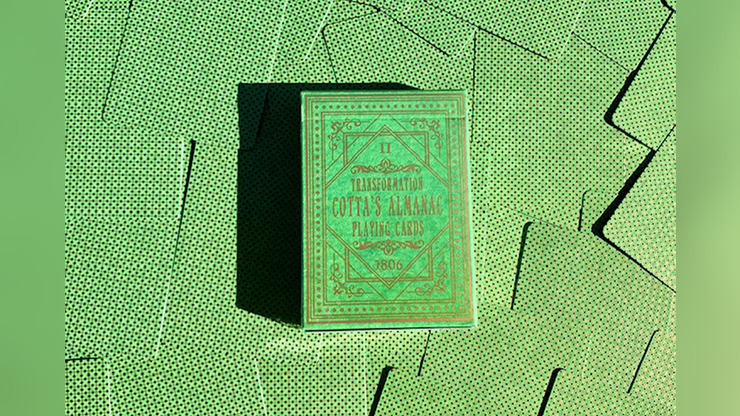 II
TRANSFORMATION
COTTA'S ALMANAC
PLAYING CARDS
1806